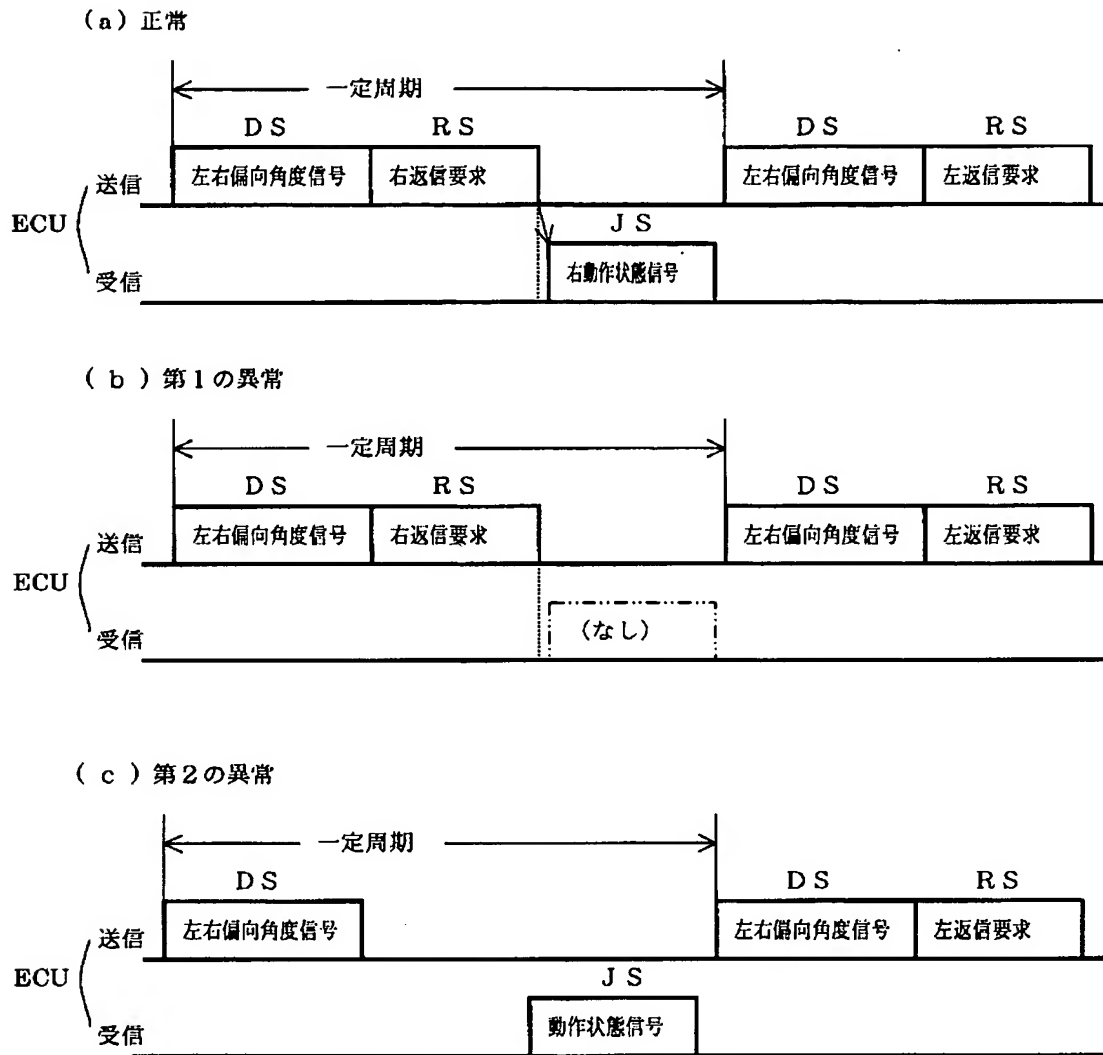 (a) 正常
一定周期
DS RS DS RS
送信 左右偏向角度信号 右返信要求 左右偏向角度信号 左返信要求
ECU
JS
受信 右動作状態信号
(b) 第1の異常
一定周期
DS RS DS RS
送信 左右偏向角度信号 右返信要求 左右偏向角度信号 左返信要求
ECU
受信 (なし)
(c) 第2の異常
一定周期
DS DS RS
送信 左右偏向角度信号 左右偏向角度信号 左返信要求
ECU
JS
受信 動作状態信号